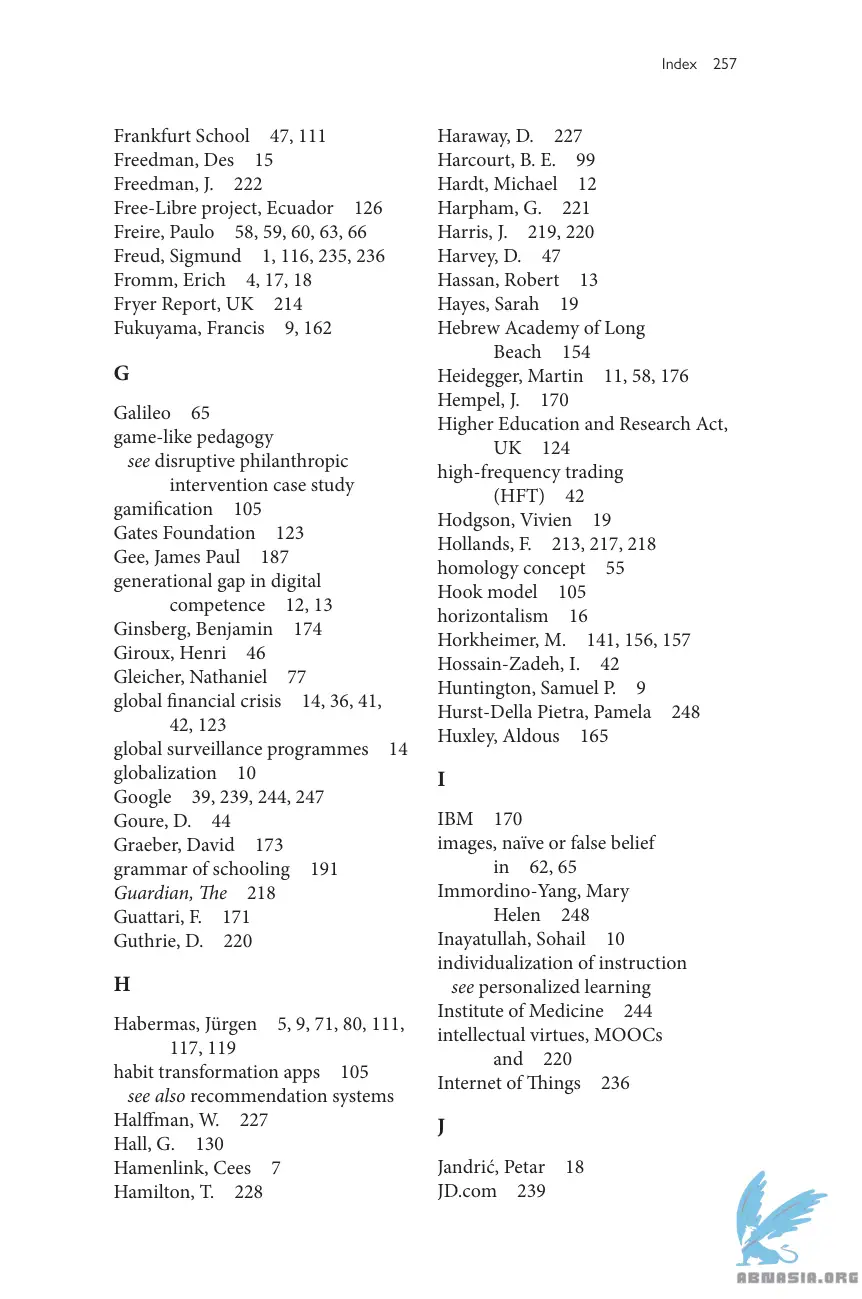 Index 257
Frankfurt School 47, 111
Freedman, Des 15
Freedman, J. 222
Free-Libre project, Ecuador 126
Freire, Paulo 58, 59, 60, 63, 66
Freud, Sigmund 1, 116, 235, 236
Fromm, Erich 4, 17, 18
Fryer Report, UK 214
Fukuyama, Francis 9, 162
G
Galileo 65
game-like pedagogy
see disruptive philanthropic
intervention case study
gamification 105
Gates Foundation 123
Gee, James Paul 187
generational gap in digital
competence 12, 13
Ginsberg, Benjamin 174
Giroux, Henri 46
Gleicher, Nathaniel 77
global financial crisis 14, 36, 41,
42, 123
global surveillance programmes 14
globalization 10
Google 39, 239, 244, 247
Goure, D. 44
Graeber, David 173
grammar of schooling 191
Guardian, The 218
Guattari, F. 171
Guthrie, D. 220
H
Habermas, Jürgen 5, 9, 71, 80, 111,
117, 119
habit transformation apps 105
see also recommendation systems
Halffman, W. 227
Hall, G. 130
Hamenlink, Cees 7
Hamilton, T. 228
Haraway, D. 227
Harcourt, B. E. 99
Hardt, Michael 12
Harpham, G. 221
Harris, J. 219, 220
Harvey, D. 47
Hassan, Robert 13
Hayes, Sarah 19
Hebrew Academy of Long
Beach 154
Heidegger, Martin 11, 58, 176
Hempel, J. 170
Higher Education and Research Act,
UK 124
high-frequency trading
(HFT) 42
Hodgson, Vivien 19
Hollands, F. 213, 217, 218
homology concept 55
Hook model 105
horizontalism 16
Horkheimer, M. 141, 156, 157
Hossain-Zadeh, I. 42
Huntington, Samuel P. 9
Hurst-Della Pietra, Pamela 248
Huxley, Aldous 165
I
IBM 170
images, naïve or false belief
in 62, 65
Immordino-Yang, Mary
Helen 248
Inayatullah, Sohail 10
individualization of instruction
see personalized learning
Institute of Medicine 244
intellectual virtues, MOOCs
and 220
Internet of Things 236
J
Jandrić, Petar 18
JD.com 239
ABNASIA.ORG